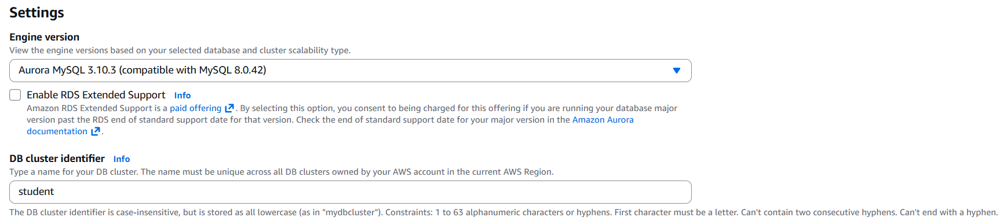 Settings
Engine version
View the engine versions based on your selected database and cluster scalability type.
Aurora MySQL 3.10.3 (compatible with MySQL 8.0.42)
Enable RDS Extended Support Info
Amazon RDS Extended Support is a paid offering. By selecting this option, you consent to being charged for this offering if you are running your database major
version past the RDS end of standard support date for that version. Check the end of standard support date for your major version in the Amazon Aurora
documentation.
DB cluster identifier Info
Type a name for your DB cluster. The name must be unique across all DB clusters owned by your AWS account in the current AWS Region.
student
The DB cluster identifier is case-insensitive, but is stored as all lowercase (as in "mydbcluster"). Constraints: 1 to 63 alphanumeric characters or hyphens. First character must be a letter. Can't contain two consecutive hyphens. Can't end with a hyphen.